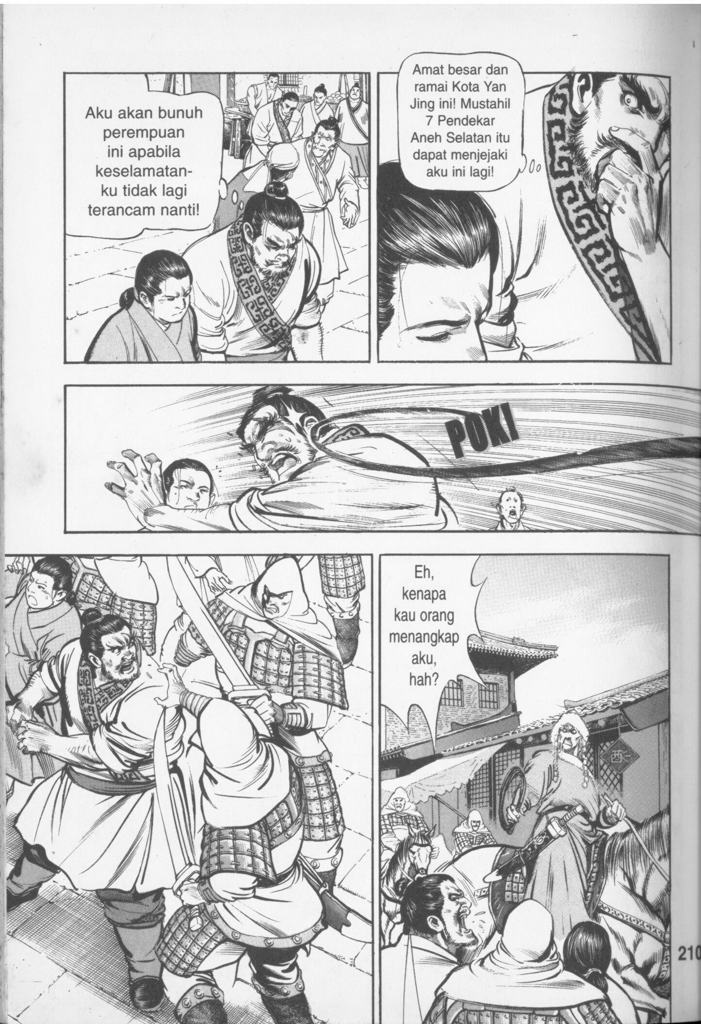 Aku akan bunuh
perempuan
ini apabila
keselamatan-
ku tidak lagi
terancam nanti!
Amat besar dan
ramai Kota Yan
Jing ini! Mustahil
7 Pendekar
Aneh Selatan itu
dapat menjejaki
aku ini lagi!
POKI
Eh,
kenapa
kau orang
menangkap
aku,
hah?
210